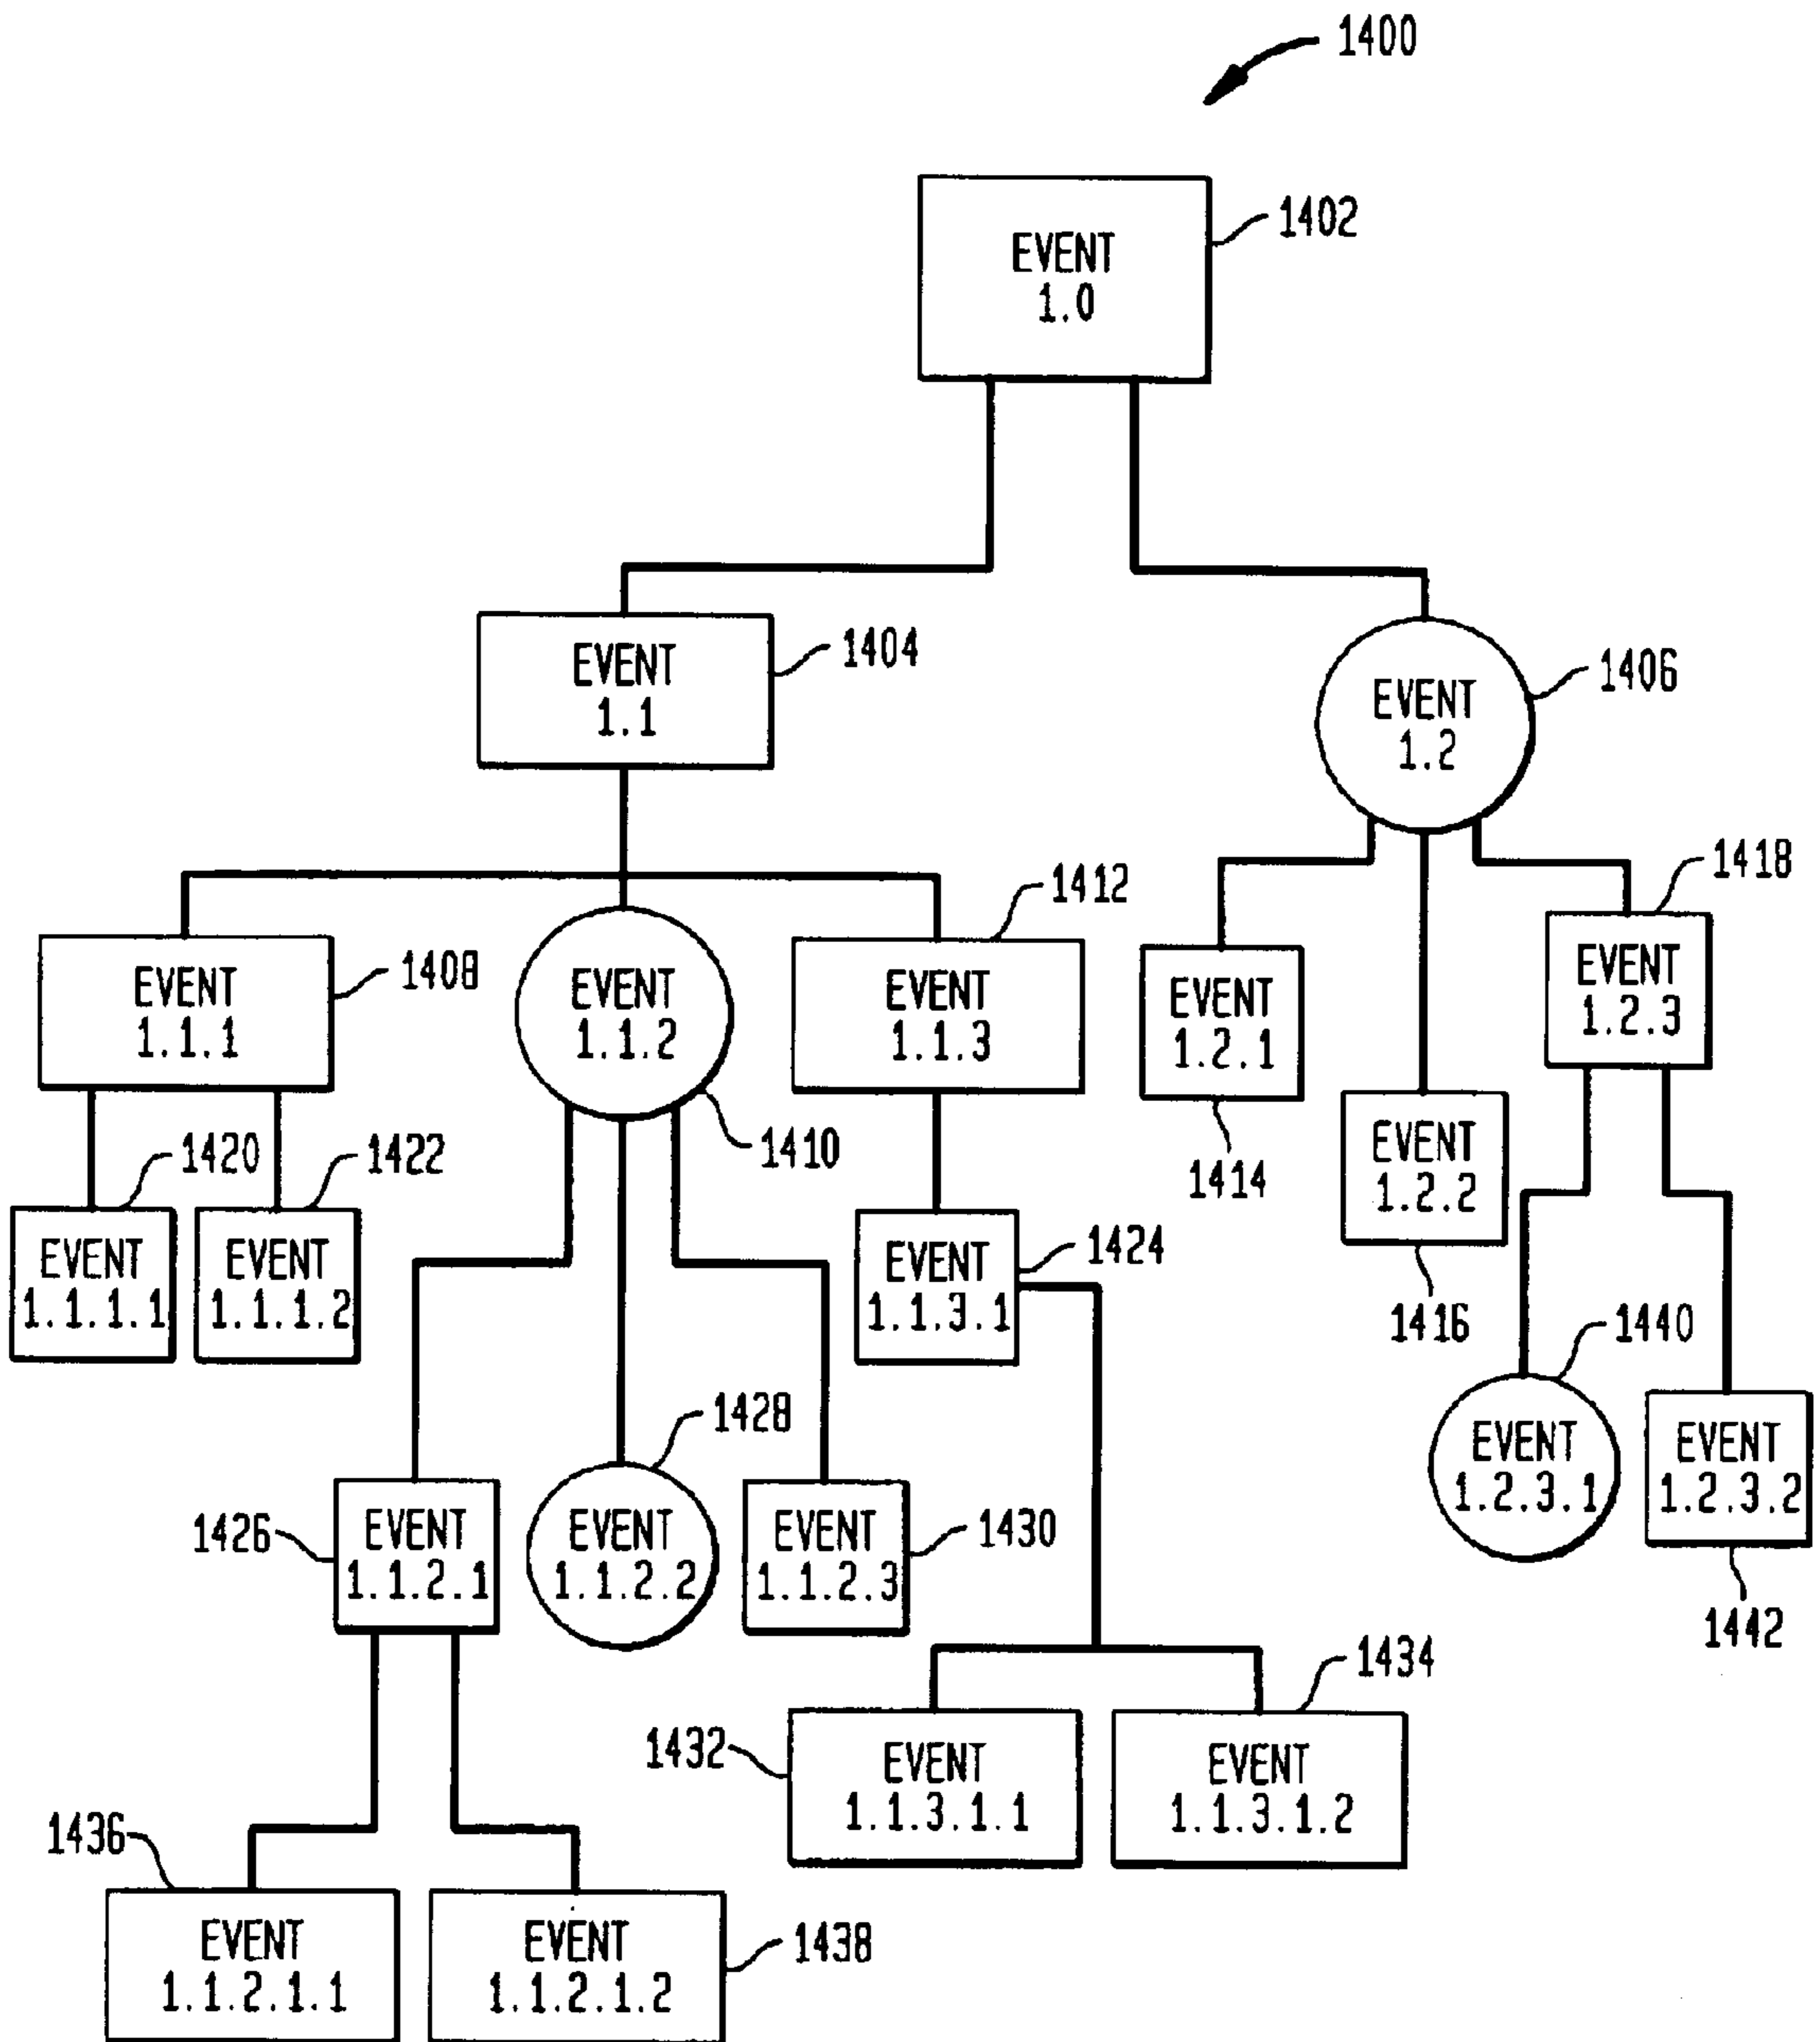 1400
EVENT
1.0
1402
EVENT
1.1
1404
EVENT
1.2
1406
EVENT
1.1.1
1408
EVENT
1.1.2
1410
EVENT
1.1.3
1412
EVENT
1.2.1
1414
EVENT
1.2.2
1416
EVENT
1.2.3
1418
EVENT
1.1.1.1
1420
EVENT
1.1.1.2
1422
EVENT
1.1.3.1
1424
1426
EVENT
1.1.2.1
EVENT
1.1.2.2
1428
EVENT
1.1.2.3
1430
EVENT
1.2.3.1
1440
EVENT
1.2.3.2
1442
1432
EVENT
1.1.3.1.1
EVENT
1.1.3.1.2
1434
1436
EVENT
1.1.2.1.1
EVENT
1.1.2.1.2
1438